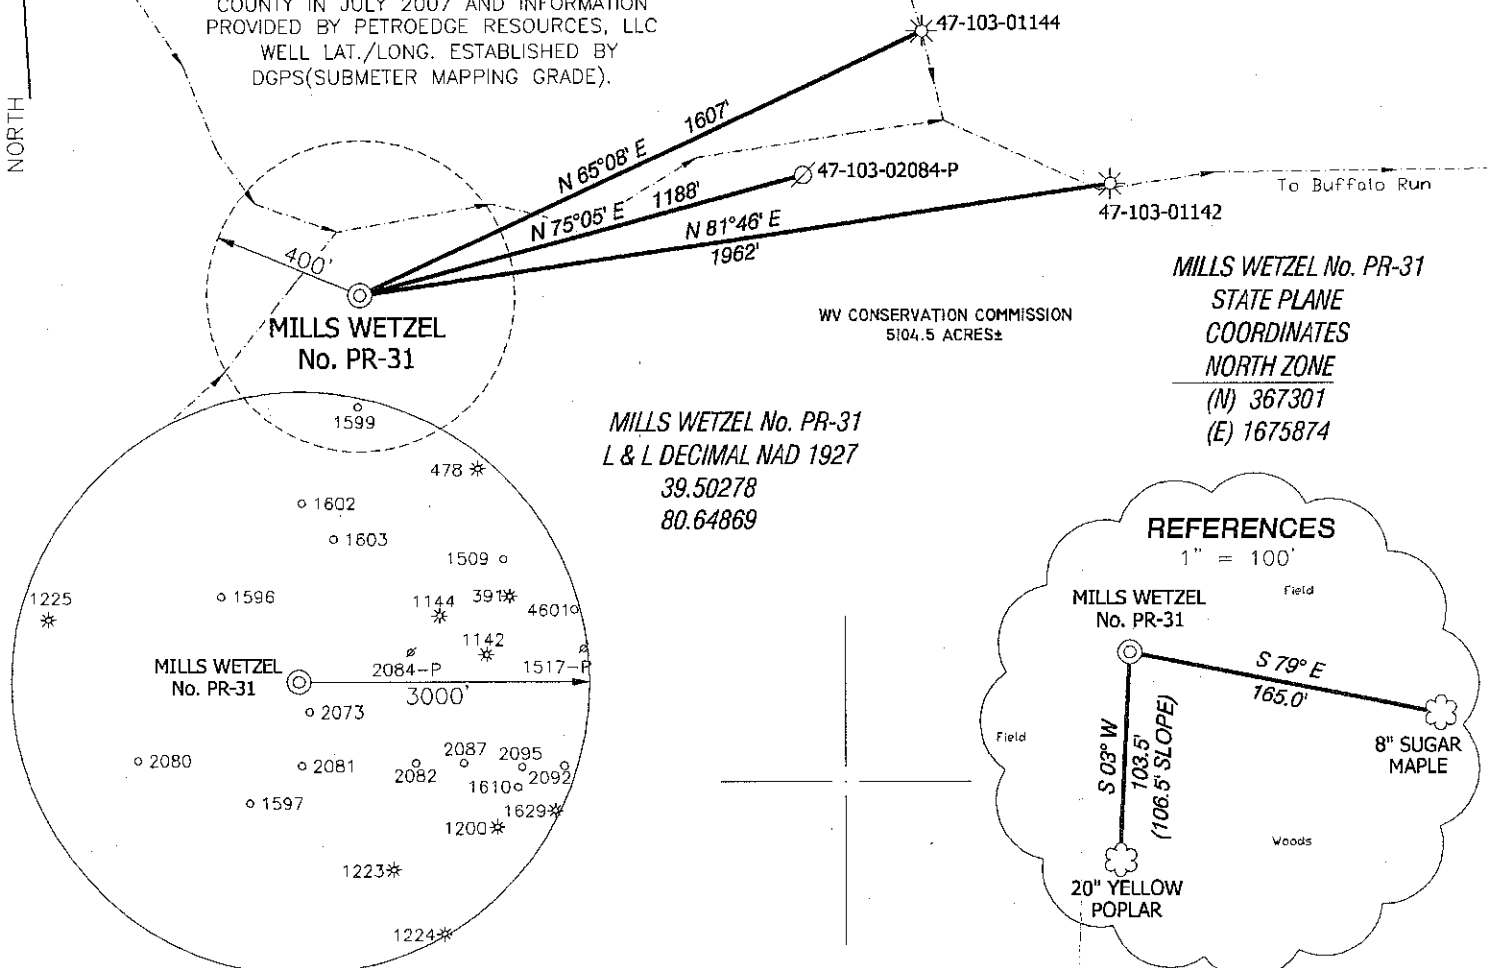 COUNTY IN JULY 2007 AND INFORMATION
PROVIDED BY PETROEDGE RESOURCES, LLC
WELL LAT./LONG. ESTABLISHED BY
DGPS(SUBMETER MAPPING GRADE).
NORTH
47-103-01144
N 65°08' E
1607'
47-103-02084-P
N 75°05' E
1188'
N 81°46' E
1962'
47-103-01142
To Buffalo Run
400'
MILLS WETZEL
No. PR-31
WV CONSERVATION COMMISSION
5104.5 ACRES±
MILLS WETZEL No. PR-31
STATE PLANE
COORDINATES
NORTH ZONE
(N) 367301
(E) 1675874
MILLS WETZEL No. PR-31
L & L DECIMAL NAD 1927
39.50278
80.64869
1599
478
1602
1603
1509
1225
1596
1144
391
4601
1142
2084-P
1517-P
MILLS WETZEL
No. PR-31
3000'
2073
2080
2081
2082
2087
2095
2092
1610
1597
1629
1200
1223
1224
REFERENCES
1" = 100'
Field
MILLS WETZEL
No. PR-31
S 79° E
165.0'
Field
S 03° W
103.5'
(106.5' SLOPE)
8" SUGAR
MAPLE
Woods
20" YELLOW
POPLAR